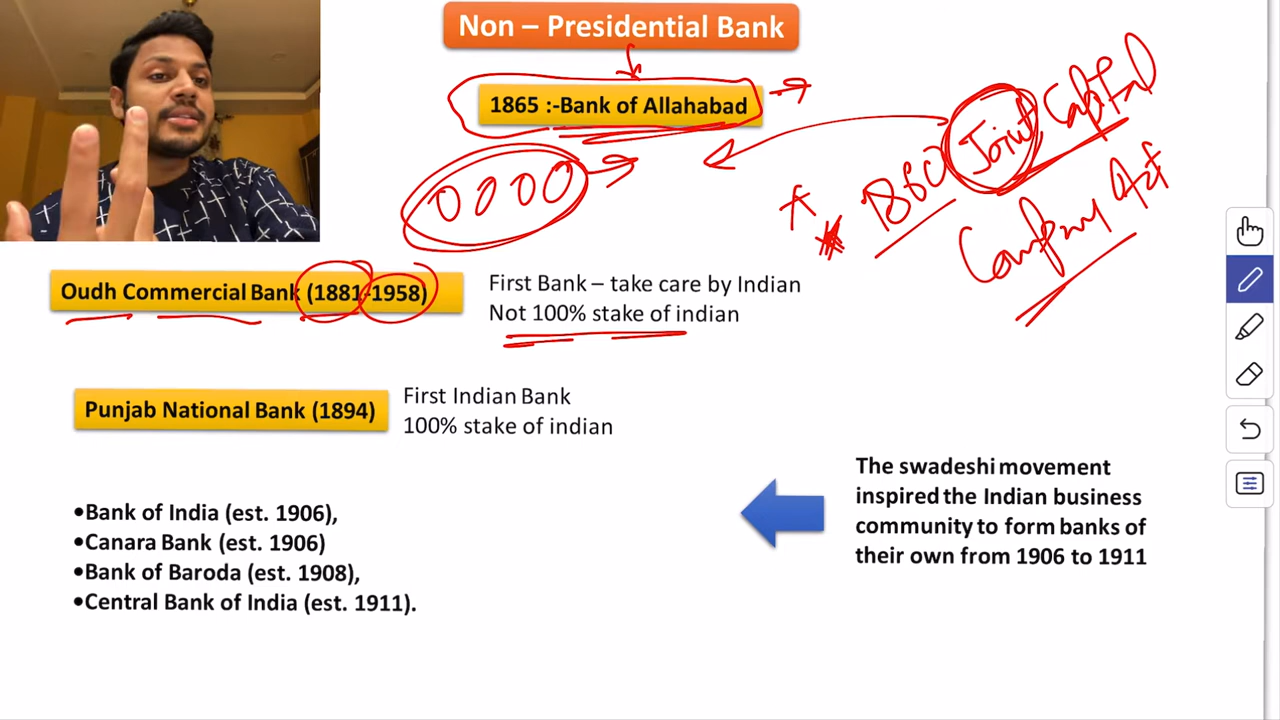 Non – Presidential Bank
1865 :-Bank of Allahabad
1860 Joint Capital
Company Act
Oudh Commercial Bank (1881-1958)
First Bank – take care by Indian
Not 100% stake of indian
Punjab National Bank (1894)
First Indian Bank
100% stake of indian
•Bank of India (est. 1906),
•Canara Bank (est. 1906)
•Bank of Baroda (est. 1908),
•Central Bank of India (est. 1911).
The swadeshi movement
inspired the Indian business
community to form banks of
their own from 1906 to 1911